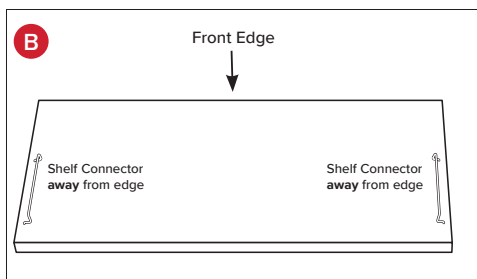 B
Front Edge
Shelf Connector
away from edge
Shelf Connector
away from edge